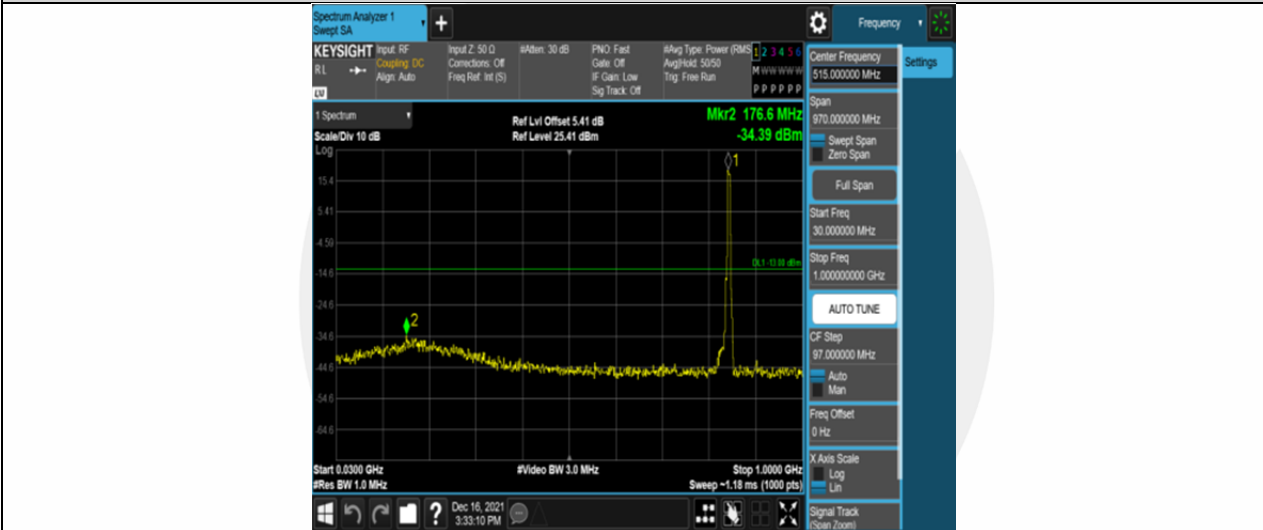 Spectrum Analyzer 1
Swept SA
+
Frequency
KEYSIGHT
RL
LV
Input: RF
Coupling: DC
Align: Auto
Input Z: 50 Ω
Corrections: Off
Freq Ref: Int (S)
#Atten: 30 dB
PNO: Fast
Gate: Off
IF Gain: Low
Sig Track: Off
#Avg Type: Power (RMS
Avg|Hold: 50/50
Trig: Free Run
1 2 3 4 5 6
M W W W W W
P P P P P P
Settings
Center Frequency
515.000000 MHz
Span
970.000000 MHz
Swept Span
Zero Span
Full Span
Start Freq
30.000000 MHz
Stop Freq
1.000000000 GHz
AUTO TUNE
CF Step
97.000000 MHz
Auto
Man
Freq Offset
0 Hz
X Axis Scale
Log
Lin
Signal Track
(Span Zoom)
1 Spectrum
Scale/Div 10 dB
Ref Lvl Offset 5.41 dB
Ref Level 25.41 dBm
Mkr2 176.6 MHz
-34.39 dBm
Log
15.4
5.41
-4.59
-14.6
-24.6
-34.6
-44.6
-54.6
-64.6
1
DL1 -13.00 dBm
2
Start 0.0300 GHz
#Res BW 1.0 MHz
#Video BW 3.0 MHz
Stop 1.0000 GHz
Sweep ~1.18 ms (1000 pts)
?
Dec 16, 2021
3:33:10 PM